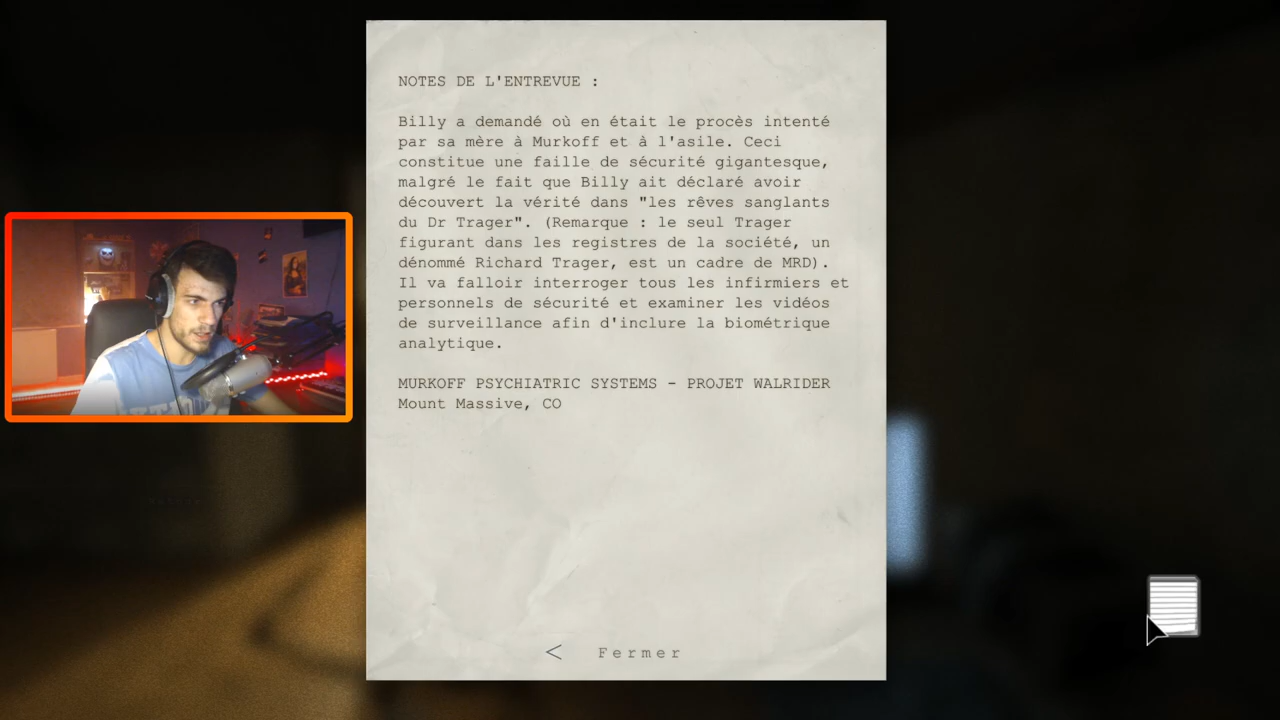 NOTES DE L'ENTREVUE :
Billy a demandé où en était le procès intenté
par sa mère à Murkoff et à l'asile. Ceci
constitue une faille de sécurité gigantesque,
malgré le fait que Billy ait déclaré avoir
découvert la vérité dans "les rêves sanglants
du Dr Trager". (Remarque : le seul Trager
figurant dans les registres de la société, un
dénommé Richard Trager, est un cadre de MRD).
Il va falloir interroger tous les infirmiers et
personnels de sécurité et examiner les vidéos
de surveillance afin d'inclure la biométrique
analytique.
MURKOFF PSYCHIATRIC SYSTEMS - PROJET WALRIDER
Mount Massive, CO
< Fermer